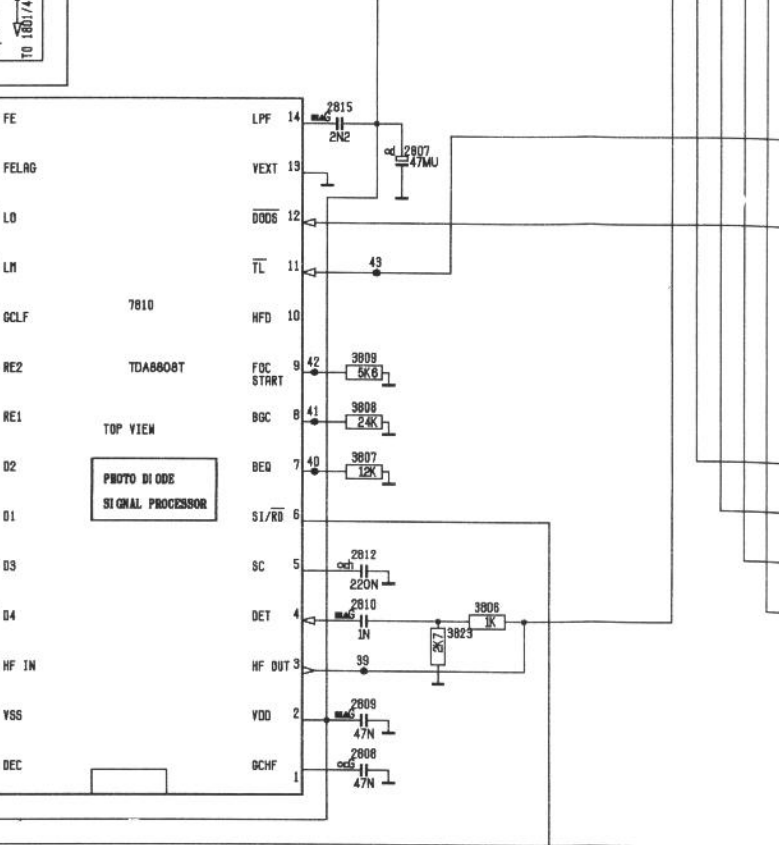 TO 1801/4
2815
FE
LPF 14
2N2
2807
47MU
FELAG
VEXT 13
LO
DODS 12
LM
TL 11
43
7810
GCLF
HFD 10
RE2
TDA8808T
FOC 9 42
START
3809
5K6
RE1
TOP VIEW
BGC 8 41
3808
24K
D2
PHOTO DIODE
SIGNAL PROCESSOR
BEQ 7 40
3807
12K
D1
SI/RD 6
D3
SC 5
2812
220N
D4
DET 4
2810
1N
3806
1K
3823
2K7
HF IN
HF OUT 3
39
VSS
VDD 2
2809
47N
DEC
GCHF
1
2808
47N